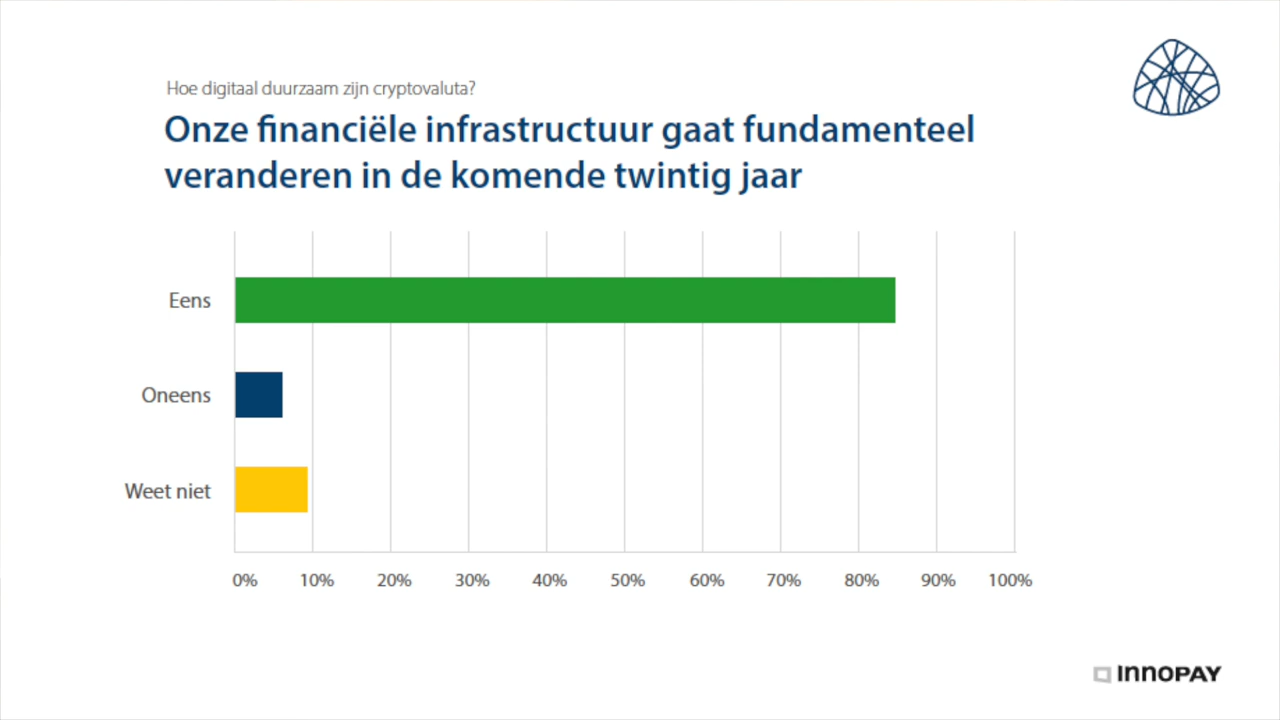 Hoe digitaal duurzaam zijn cryptovaluta?
Onze financiële infrastructuur gaat fundamenteel
veranderen in de komende twintig jaar
Eens
Oneens
Weet niet
0% 10% 20% 30% 40% 50% 60% 70% 80% 90% 100%
INNOPAY